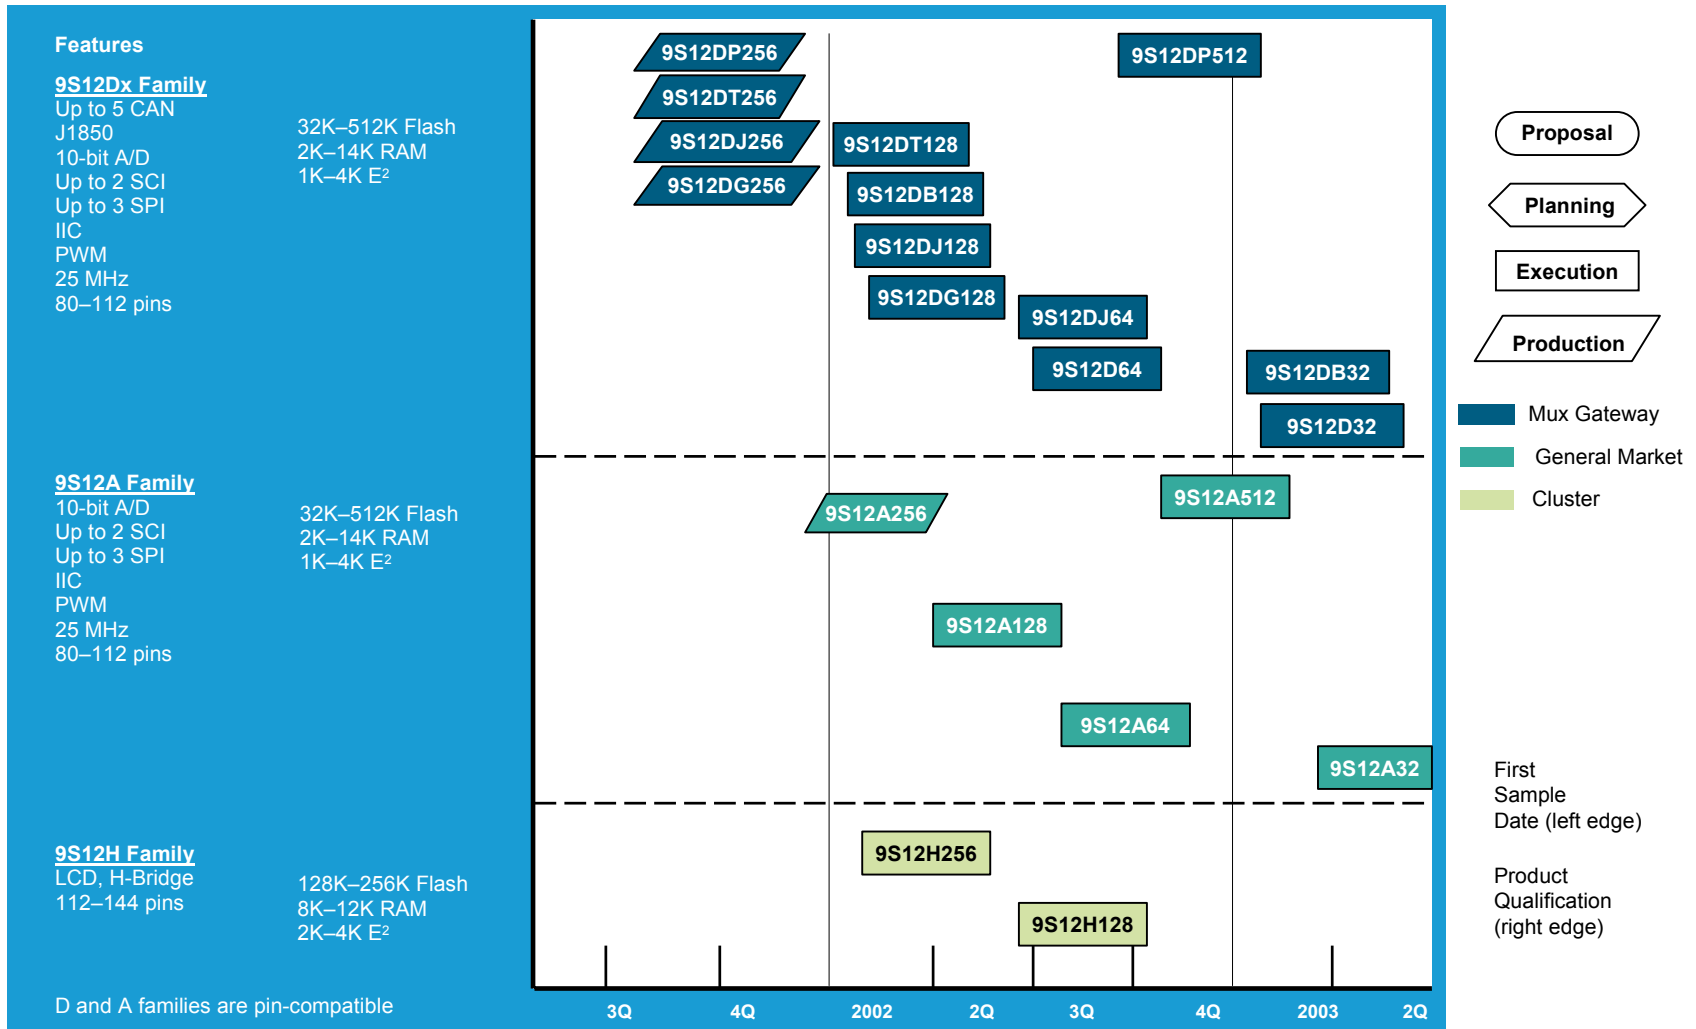 Features
9S12Dx Family
Up to 5 CAN
J1850
10-bit A/D
Up to 2 SCI
Up to 3 SPI
IIC
PWM
25 MHz
80–112 pins
32K–512K Flash
2K–14K RAM
1K–4K E²
9S12A Family
10-bit A/D
Up to 2 SCI
Up to 3 SPI
IIC
PWM
25 MHz
80–112 pins
32K–512K Flash
2K–14K RAM
1K–4K E²
9S12H Family
LCD, H-Bridge
112–144 pins
128K–256K Flash
8K–12K RAM
2K–4K E²
D and A families are pin-compatible
9S12DP256
9S12DP512
9S12DT256
9S12DJ256
9S12DT128
9S12DG256
9S12DB128
9S12DJ128
9S12DG128
9S12DJ64
9S12D64
9S12DB32
9S12D32
9S12A256
9S12A512
9S12A128
9S12A64
9S12A32
9S12H256
9S12H128
3Q
4Q
2002
2Q
3Q
4Q
2003
2Q
Proposal
Planning
Execution
Production
Mux Gateway
General Market
Cluster
First
Sample
Date (left edge)
Product
Qualification
(right edge)